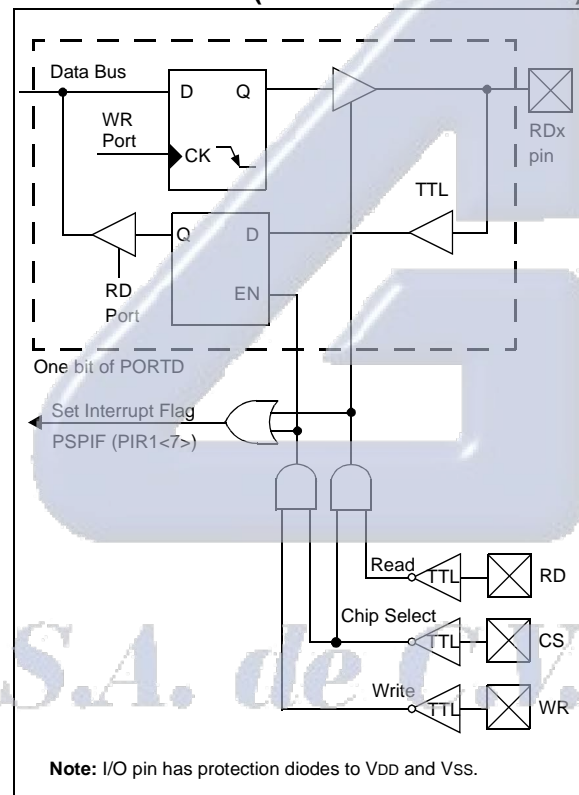 Data Bus
D Q
WR
Port
CK
RDx
pin
TTL
Q D
RD
Port
EN
One bit of PORTD
Set Interrupt Flag
PSPIF (PIR1<7>)
Read
TTL
RD
Chip Select
TTL
CS
Write
TTL
WR
S.A. de C.V.
Note: I/O pin has protection diodes to VDD and VSS.